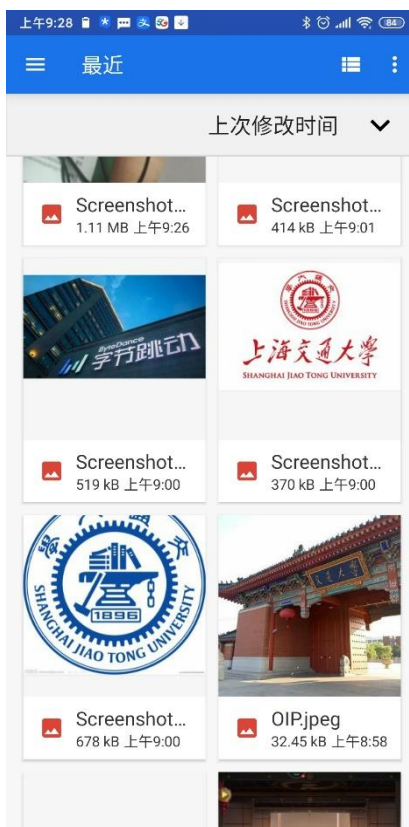 上午9:28
84
最近
上次修改时间
Screenshot...
1.11 MB 上午9:26
Screenshot...
414 kB 上午9:01
ByteDance
字节跳动
上海交通大學
SHANGHAI JIAO TONG UNIVERSITY
Screenshot...
519 kB 上午9:00
Screenshot...
370 kB 上午9:00
1896
SHANGHAI JIAO TONG UNIVERSITY
交通大學
Screenshot...
678 kB 上午9:00
OIP.jpeg
32.45 kB 上午8:58